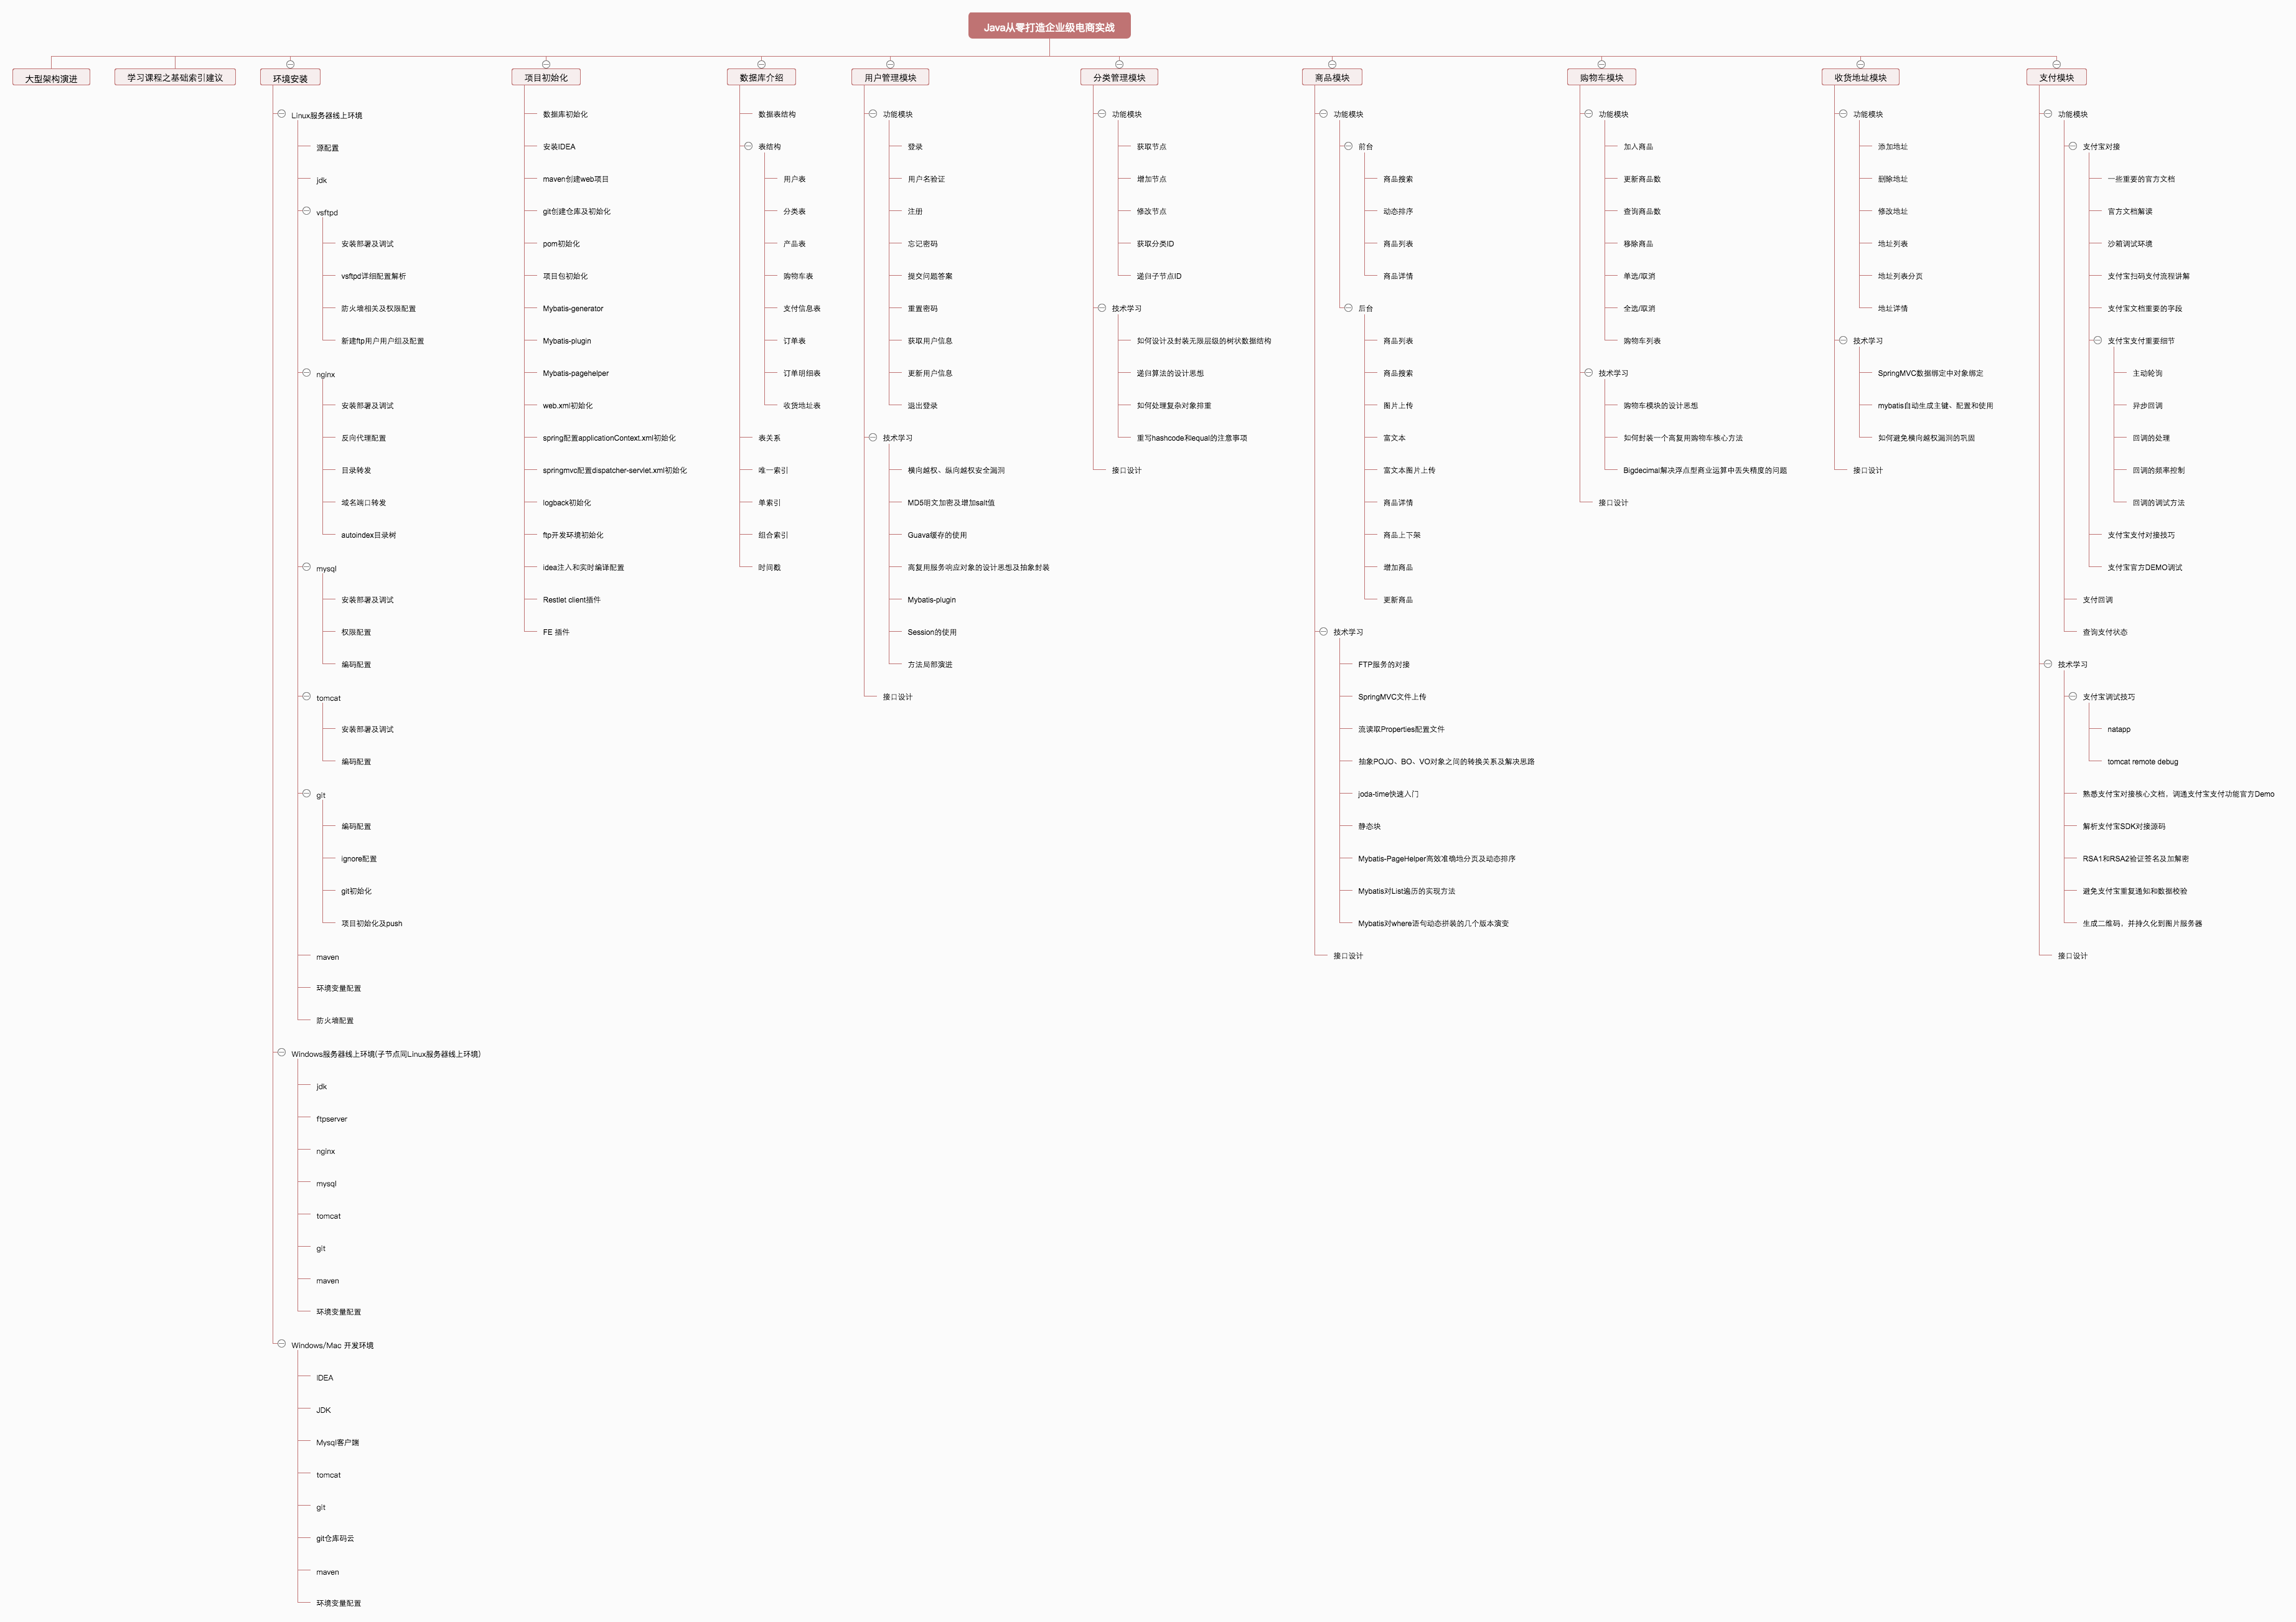 Java从零打造企业级电商实战
大型架构演进
学习课程之基础索引建议
环境安装
Linux服务器线上环境
源配置
jdk
vsftpd
安装部署及调试
vsftpd详细配置解析
防火墙相关及权限配置
新建ftp用户用户组及配置
nginx
安装部署及调试
反向代理配置
目录转发
域名端口转发
autoindex目录树
mysql
安装部署及调试
权限配置
编码配置
tomcat
安装部署及调试
编码配置
git
编码配置
ignore配置
git初始化
项目初始化及push
maven
环境变量配置
防火墙配置
Windows服务器线上环境(子节点同Linux服务器线上环境)
jdk
ftpserver
nginx
mysql
tomcat
git
maven
环境变量配置
Windows/Mac 开发环境
IDEA
JDK
Mysql客户端
tomcat
git
git仓库码云
maven
环境变量配置
项目初始化
数据库初始化
安装IDEA
maven创建web项目
git创建仓库及初始化
pom初始化
项目包初始化
Mybatis-generator
Mybatis-plugin
Mybatis-pagehelper
web.xml初始化
spring配置applicationContext.xml初始化
springmvc配置dispatcher-servlet.xml初始化
logback初始化
ftp开发环境初始化
idea注入和实时编译配置
Restlet client插件
FE 插件
数据库介绍
数据表结构
表结构
用户表
分类表
产品表
购物车表
支付信息表
订单表
订单明细表
收货地址表
表关系
唯一索引
单索引
组合索引
时间戳
用户管理模块
功能模块
登录
用户名验证
注册
忘记密码
提交问题答案
重置密码
获取用户信息
更新用户信息
退出登录
技术学习
横向越权、纵向越权安全漏洞
MD5明文加密及增加salt值
Guava缓存的使用
高复用服务响应对象的设计思想及抽象封装
Mybatis-plugin
Session的使用
方法局部演进
接口设计
分类管理模块
功能模块
获取节点
增加节点
修改节点
获取分类ID
递归子节点ID
技术学习
如何设计及封装无限层级的树状数据结构
递归算法的设计思想
如何处理复杂对象排重
重写hashcode和equal的注意事项
接口设计
商品模块
功能模块
前台
商品搜索
动态排序
商品列表
商品详情
后台
商品列表
商品搜索
图片上传
富文本
富文本图片上传
商品详情
商品上下架
增加商品
更新商品
技术学习
FTP服务的对接
SpringMVC文件上传
流读取Properties配置文件
抽象POJO、BO、VO对象之间的转换关系及解决思路
joda-time快速入门
静态块
Mybatis-PageHelper高效准确地分页及动态排序
Mybatis对List遍历的实现方法
Mybatis对where语句动态拼装的几个版本演变
接口设计
购物车模块
功能模块
加入商品
更新商品数
查询商品数
移除商品
单选/取消
全选/取消
购物车列表
技术学习
购物车模块的设计思想
如何封装一个高复用购物车核心方法
Bigdecimal解决浮点型商业运算中丢失精度的问题
接口设计
收货地址模块
功能模块
添加地址
删除地址
修改地址
地址列表
地址列表分页
地址详情
技术学习
SpringMVC数据绑定中对象绑定
mybatis自动生成主键、配置和使用
如何避免横向越权漏洞的巩固
接口设计
支付模块
功能模块
支付宝对接
一些重要的官方文档
官方文档解读
沙箱调试环境
支付宝扫码支付流程讲解
支付宝文档重要的字段
支付宝支付重要细节
主动轮询
异步回调
回调的处理
回调的频率控制
回调的调试方法
支付宝支付对接技巧
支付宝官方DEMO调试
支付回调
查询支付状态
技术学习
支付宝调试技巧
natapp
tomcat remote debug
熟悉支付宝对接核心文档，调通支付宝支付功能官方Demo
解析支付宝SDK对接源码
RSA1和RSA2验证签名及加解密
避免支付宝重复通知和数据校验
生成二维码，并持久化到图片服务器
接口设计